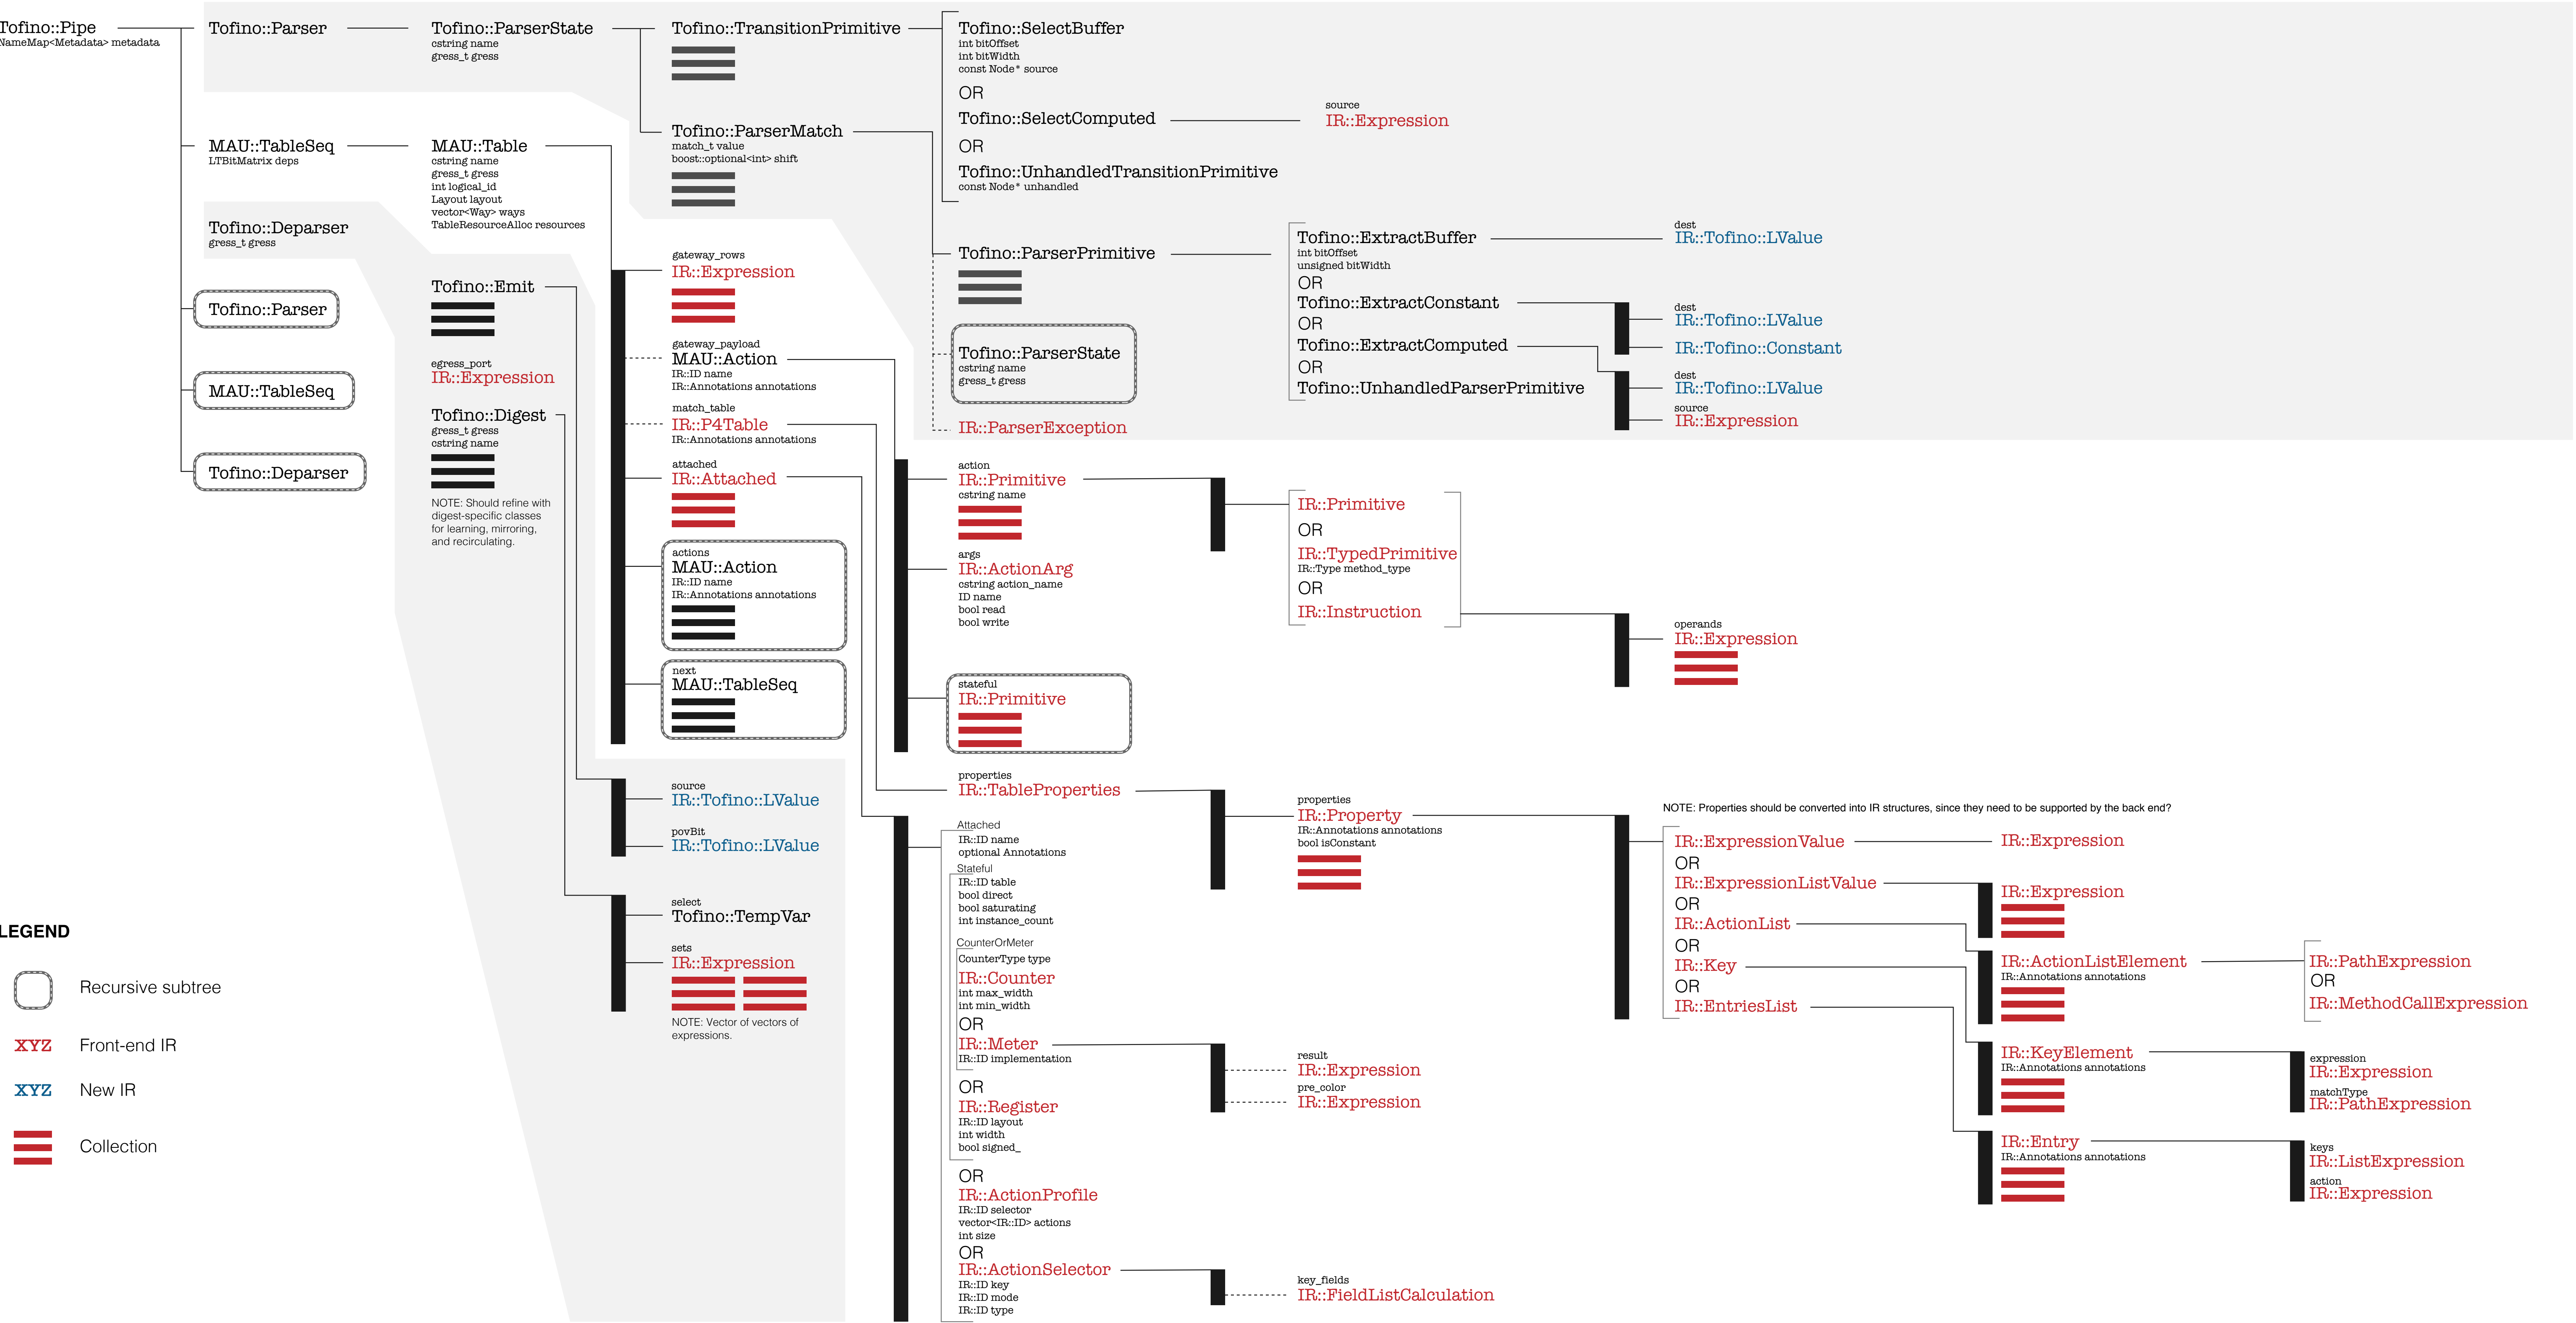 Tofino::Pipe
NameMap<Metadata> metadata
Tofino::Parser
MAU::TableSeq
LTBitMatrix deps
Tofino::Deparser
gress_t gress
Tofino::Parser
MAU::TableSeq
Tofino::Deparser
Tofino::ParserState
cstring name
gress_t gress
MAU::Table
cstring name
gress_t gress
int logical_id
Layout layout
vector<Way> ways
TableResourceAlloc resources
Tofino::Emit
egress_port
IR::Expression
Tofino::Digest
gress_t gress
cstring name
NOTE: Should refine with
digest-specific classes
for learning, mirroring,
and recirculating.
Tofino::TransitionPrimitive
Tofino::ParserMatch
match_t value
boost::optional<int> shift
gateway_rows
IR::Expression
gateway_payload
MAU::Action
IR::ID name
IR::Annotations annotations
match_table
IR::P4Table
IR::Annotations annotations
attached
IR::Attached
actions
MAU::Action
IR::ID name
IR::Annotations annotations
next
MAU::TableSeq
source
IR::Tofino::LValue
povBit
IR::Tofino::LValue
select
Tofino::TempVar
sets
IR::Expression
NOTE: Vector of vectors of
expressions.
Tofino::SelectBuffer
int bitOffset
int bitWidth
const Node* source
OR
Tofino::SelectComputed
OR
Tofino::UnhandledTransitionPrimitive
const Node* unhandled
source
IR::Expression
Tofino::ParserPrimitive
Tofino::ParserState
cstring name
gress_t gress
IR::ParserException
Tofino::ExtractBuffer
int bitOffset
unsigned bitWidth
OR
Tofino::ExtractConstant
OR
Tofino::ExtractComputed
OR
Tofino::UnhandledParserPrimitive
dest
IR::Tofino::LValue
dest
IR::Tofino::LValue
IR::Tofino::Constant
dest
IR::Tofino::LValue
source
IR::Expression
action
IR::Primitive
cstring name
args
IR::ActionArg
cstring action_name
ID name
bool read
bool write
stateful
IR::Primitive
IR::Primitive
OR
IR::TypedPrimitive
IR::Type method_type
OR
IR::Instruction
operands
IR::Expression
properties
IR::TableProperties
properties
IR::Property
IR::Annotations annotations
bool isConstant
NOTE: Properties should be converted into IR structures, since they need to be supported by the back end?
IR::ExpressionValue
OR
IR::ExpressionListValue
OR
IR::ActionList
OR
IR::Key
OR
IR::EntriesList
IR::Expression
IR::Expression
IR::ActionListElement
IR::Annotations annotations
IR::KeyElement
IR::Annotations annotations
IR::Entry
IR::Annotations annotations
IR::PathExpression
OR
IR::MethodCallExpression
expression
IR::Expression
matchType
IR::PathExpression
keys
IR::ListExpression
action
IR::Expression
Attached
IR::ID name
optional Annotations
Stateful
IR::ID table
bool direct
bool saturating
int instance_count
CounterOrMeter
CounterType type
IR::Counter
int max_width
int min_width
OR
IR::Meter
IR::ID implementation
OR
IR::Register
IR::ID layout
int width
bool signed_
OR
IR::ActionProfile
IR::ID selector
vector<IR::ID> actions
int size
OR
IR::ActionSelector
IR::ID key
IR::ID mode
IR::ID type
result
IR::Expression
pre_color
IR::Expression
key_fields
IR::FieldListCalculation
LEGEND
Recursive subtree
XYZ Front-end IR
XYZ New IR
Collection